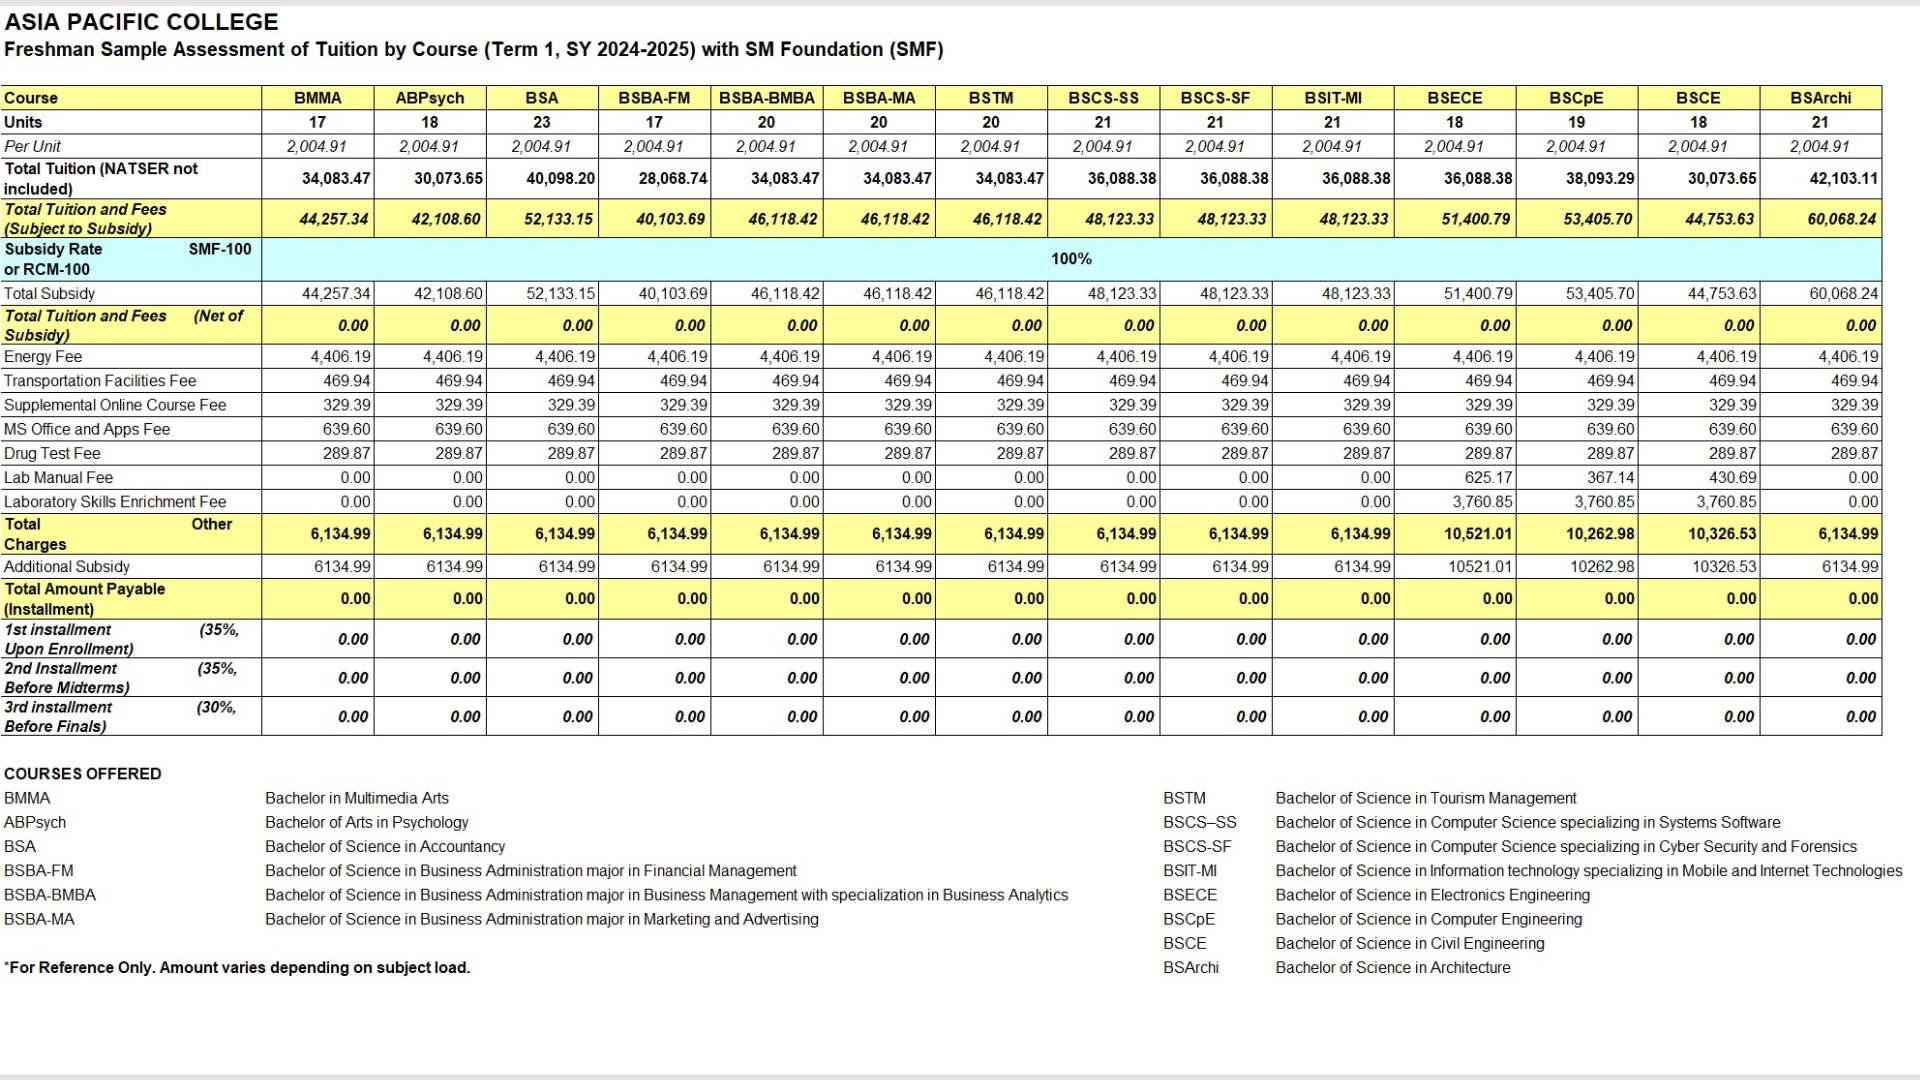 ASIA PACIFIC COLLEGE
Freshman Sample Assessment of Tuition by Course (Term 1, SY 2024-2025) with SM Foundation (SMF)
Course BMMA ABPsych BSA BSBA-FM BSBA-BMBA BSBA-MA BSTM BSCS-SS BSCS-SF BSIT-MI BSECE BSCpE BSCE BSArchi
Units 17 18 23 17 20 20 20 21 21 21 18 19 18 21
Per Unit 2,004.91 2,004.91 2,004.91 2,004.91 2,004.91 2,004.91 2,004.91 2,004.91 2,004.91 2,004.91 2,004.91 2,004.91 2,004.91 2,004.91
Total Tuition (NATSER not
included) 34,083.47 30,073.65 40,098.20 28,068.74 34,083.47 34,083.47 34,083.47 36,088.38 36,088.38 36,088.38 36,088.38 38,093.29 30,073.65 42,103.11
Total Tuition and Fees
(Subject to Subsidy) 44,257.34 42,108.60 52,133.15 40,103.69 46,118.42 46,118.42 46,118.42 48,123.33 48,123.33 48,123.33 51,400.79 53,405.70 44,753.63 60,068.24
Subsidy Rate SMF-100
or RCM-100 100%
Total Subsidy 44,257.34 42,108.60 52,133.15 40,103.69 46,118.42 46,118.42 46,118.42 48,123.33 48,123.33 48,123.33 51,400.79 53,405.70 44,753.63 60,068.24
Total Tuition and Fees (Net of
Subsidy) 0.00 0.00 0.00 0.00 0.00 0.00 0.00 0.00 0.00 0.00 0.00 0.00 0.00 0.00
Energy Fee 4,406.19 4,406.19 4,406.19 4,406.19 4,406.19 4,406.19 4,406.19 4,406.19 4,406.19 4,406.19 4,406.19 4,406.19 4,406.19 4,406.19
Transportation Facilities Fee 469.94 469.94 469.94 469.94 469.94 469.94 469.94 469.94 469.94 469.94 469.94 469.94 469.94 469.94
Supplemental Online Course Fee 329.39 329.39 329.39 329.39 329.39 329.39 329.39 329.39 329.39 329.39 329.39 329.39 329.39 329.39
MS Office and Apps Fee 639.60 639.60 639.60 639.60 639.60 639.60 639.60 639.60 639.60 639.60 639.60 639.60 639.60 639.60
Drug Test Fee 289.87 289.87 289.87 289.87 289.87 289.87 289.87 289.87 289.87 289.87 289.87 289.87 289.87 289.87
Lab Manual Fee 0.00 0.00 0.00 0.00 0.00 0.00 0.00 0.00 0.00 0.00 625.17 367.14 430.69 0.00
Laboratory Skills Enrichment Fee 0.00 0.00 0.00 0.00 0.00 0.00 0.00 0.00 0.00 0.00 3,760.85 3,760.85 3,760.85 0.00
Total Other
Charges 6,134.99 6,134.99 6,134.99 6,134.99 6,134.99 6,134.99 6,134.99 6,134.99 6,134.99 6,134.99 10,521.01 10,262.98 10,326.53 6,134.99
Additional Subsidy 6134.99 6134.99 6134.99 6134.99 6134.99 6134.99 6134.99 6134.99 6134.99 6134.99 10521.01 10262.98 10326.53 6134.99
Total Amount Payable
(Installment) 0.00 0.00 0.00 0.00 0.00 0.00 0.00 0.00 0.00 0.00 0.00 0.00 0.00 0.00
1st installment (35%,
Upon Enrollment) 0.00 0.00 0.00 0.00 0.00 0.00 0.00 0.00 0.00 0.00 0.00 0.00 0.00 0.00
2nd Installment (35%,
Before Midterms) 0.00 0.00 0.00 0.00 0.00 0.00 0.00 0.00 0.00 0.00 0.00 0.00 0.00 0.00
3rd installment (30%,
Before Finals) 0.00 0.00 0.00 0.00 0.00 0.00 0.00 0.00 0.00 0.00 0.00 0.00 0.00 0.00
COURSES OFFERED
BMMA Bachelor in Multimedia Arts
ABPsych Bachelor of Arts in Psychology
BSA Bachelor of Science in Accountancy
BSBA-FM Bachelor of Science in Business Administration major in Financial Management
BSBA-BMBA Bachelor of Science in Business Administration major in Business Management with specialization in Business Analytics
BSBA-MA Bachelor of Science in Business Administration major in Marketing and Advertising
*For Reference Only. Amount varies depending on subject load.
BSTM Bachelor of Science in Tourism Management
BSCS–SS Bachelor of Science in Computer Science specializing in Systems Software
BSCS-SF Bachelor of Science in Computer Science specializing in Cyber Security and Forensics
BSIT-MI Bachelor of Science in Information technology specializing in Mobile and Internet Technologies
BSECE Bachelor of Science in Electronics Engineering
BSCpE Bachelor of Science in Computer Engineering
BSCE Bachelor of Science in Civil Engineering
BSArchi Bachelor of Science in Architecture